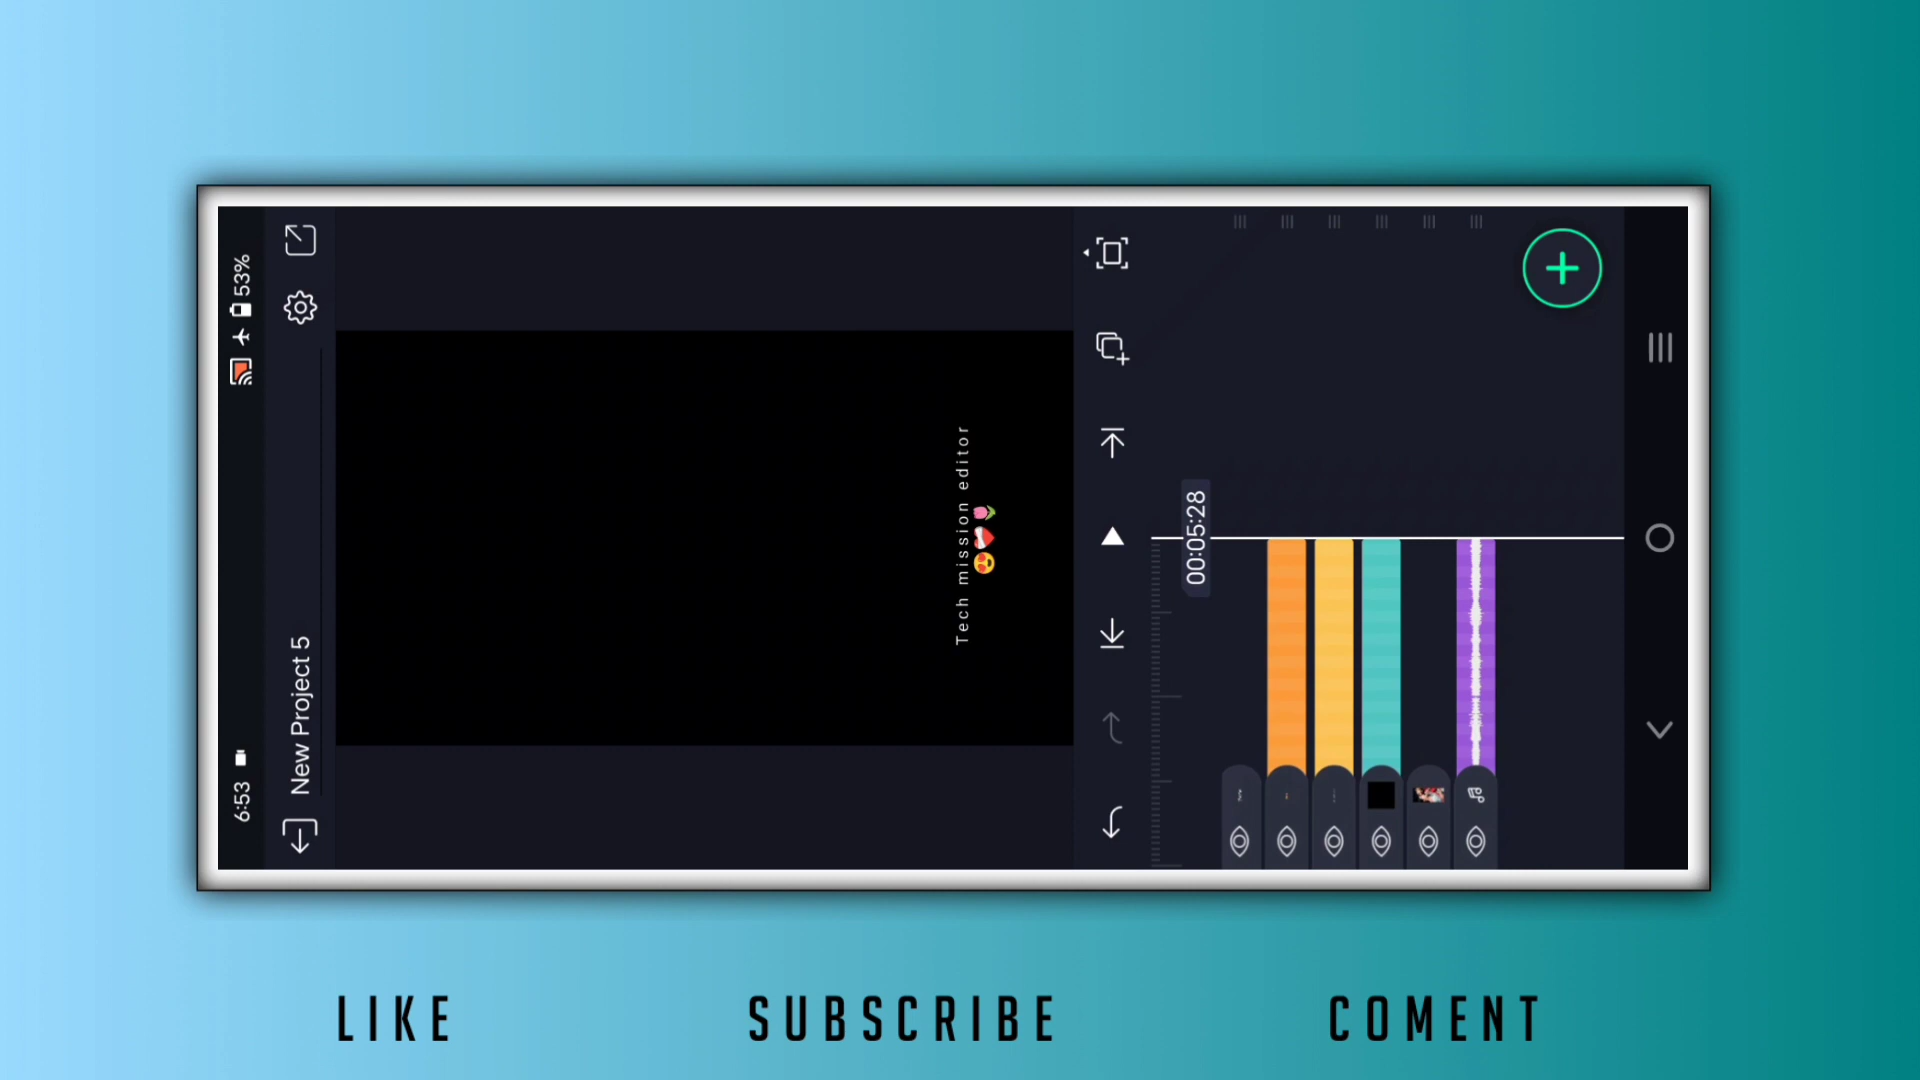 6:53
53%
New Project 5
Tech mission editor
😍❤️‍🩹🌷
00:05:28
LIKE SUBSCRIBE COMENT